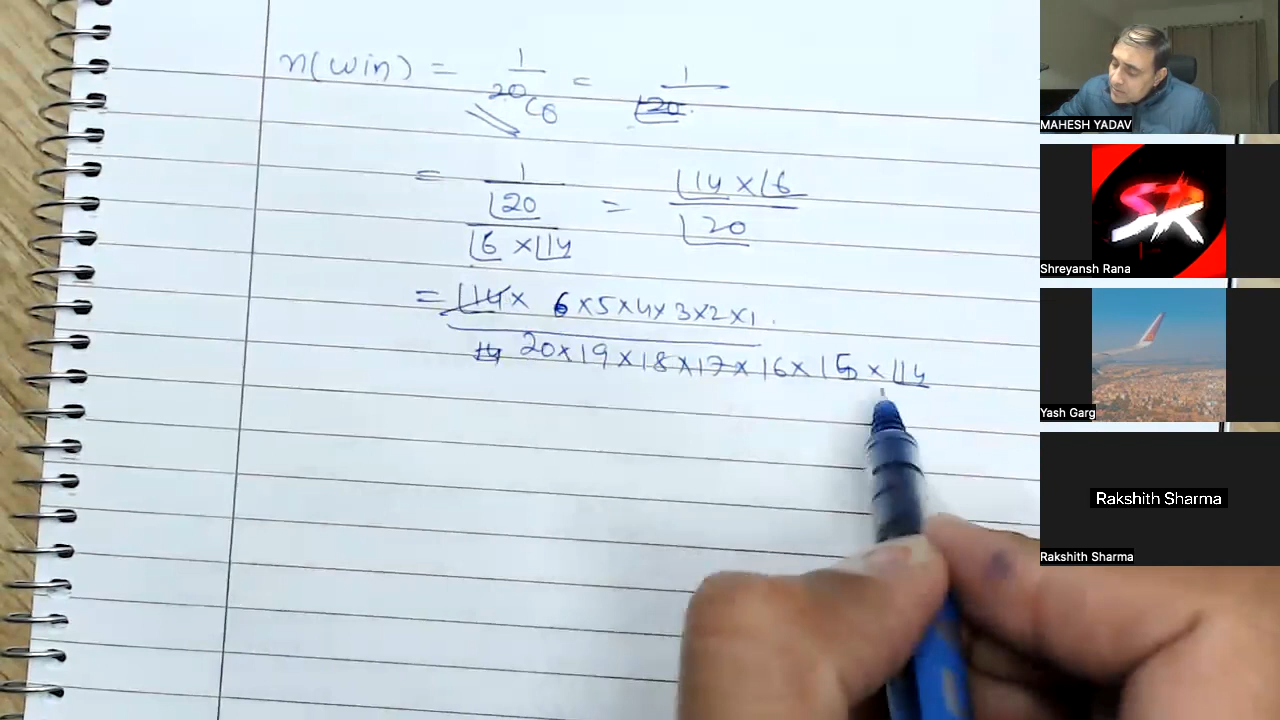 n(win) = 1/20C6 = 1/⌊20
= 1/(⌊20/(⌊6 × ⌊14)) = (⌊14 × ⌊6)/⌊20
= ⌊14 × 6×5×4×3×2×1.
14 20×19×18×17×16×15×⌊14
MAHESH YADAV
SR
Shreyansh Rana
Yash Garg
Rakshith Sharma
Rakshith Sharma